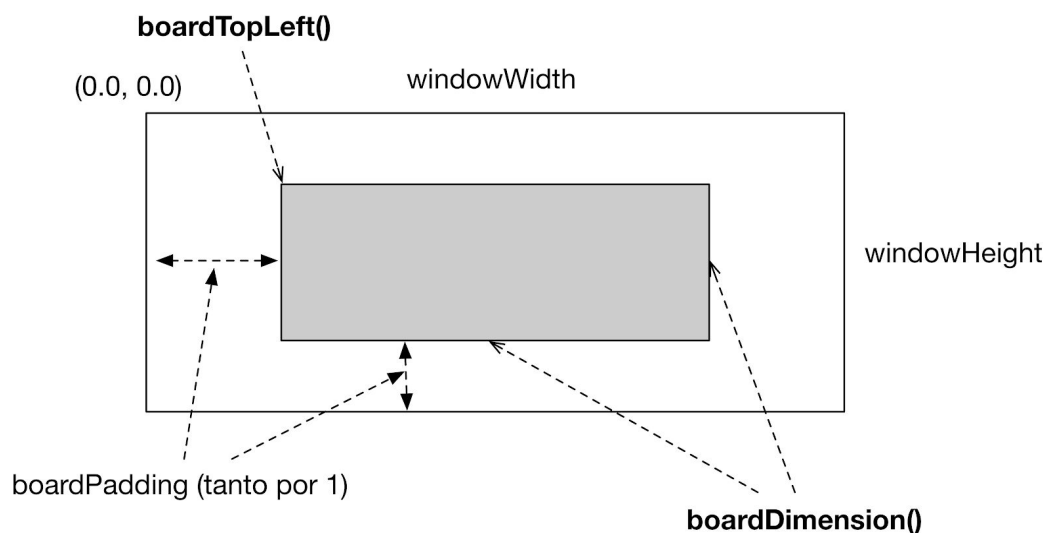 boardTopLeft()
(0.0, 0.0)
windowWidth
windowHeight
boardPadding (tanto por 1)
boardDimension()